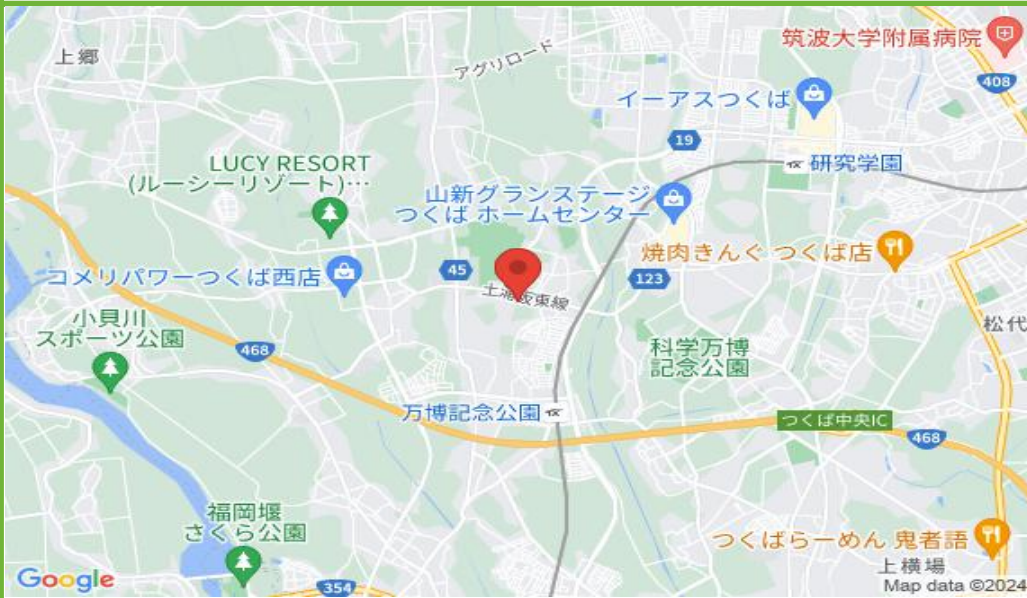 筑波大学附属病院
上郷
アグリロード
408
イーアスつくば
19
研究学園
LUCY RESORT
(ルーシーリゾート)…
山新グランステージ
つくば ホームセンター
焼肉きんぐ つくば店
45
123
コメリパワーつくば西店
土浦坂東線
小貝川
スポーツ公園
松代
468
科学万博
記念公園
万博記念公園
つくば中央IC
468
福岡堰
さくら公園
つくばらーめん 鬼者語
上横場
Google
354
Map data ©2024